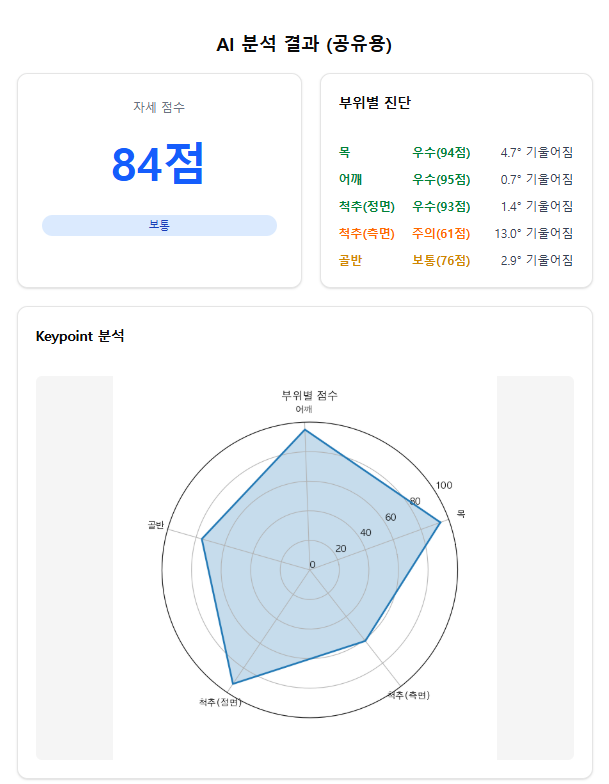 AI 분석 결과 (공유용)
자세 점수
84점
보통
부위별 진단
목 우수(94점) 4.7° 기울어짐
어깨 우수(95점) 0.7° 기울어짐
척추(정면) 우수(93점) 1.4° 기울어짐
척추(측면) 주의(61점) 13.0° 기울어짐
골반 보통(76점) 2.9° 기울어짐
Keypoint 분석
부위별 점수
어깨
100
80
목
60
골반
40
20
0
척추(측면)
척추(정면)